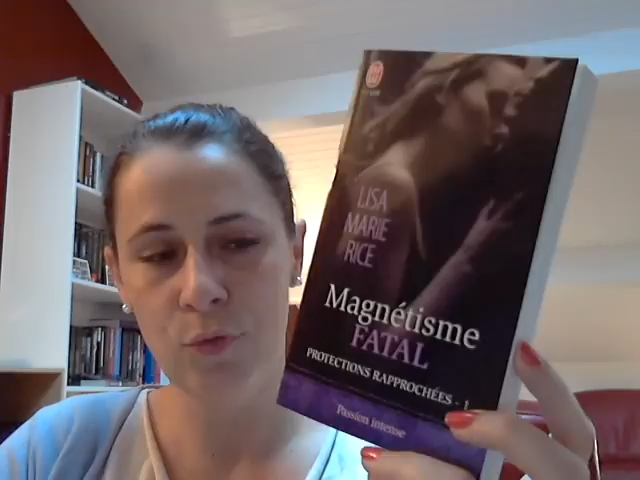 LISA
MARIE
RICE
Magnétisme
FATAL
PROTECTIONS RAPPROCHÉES - 1
Passion intense